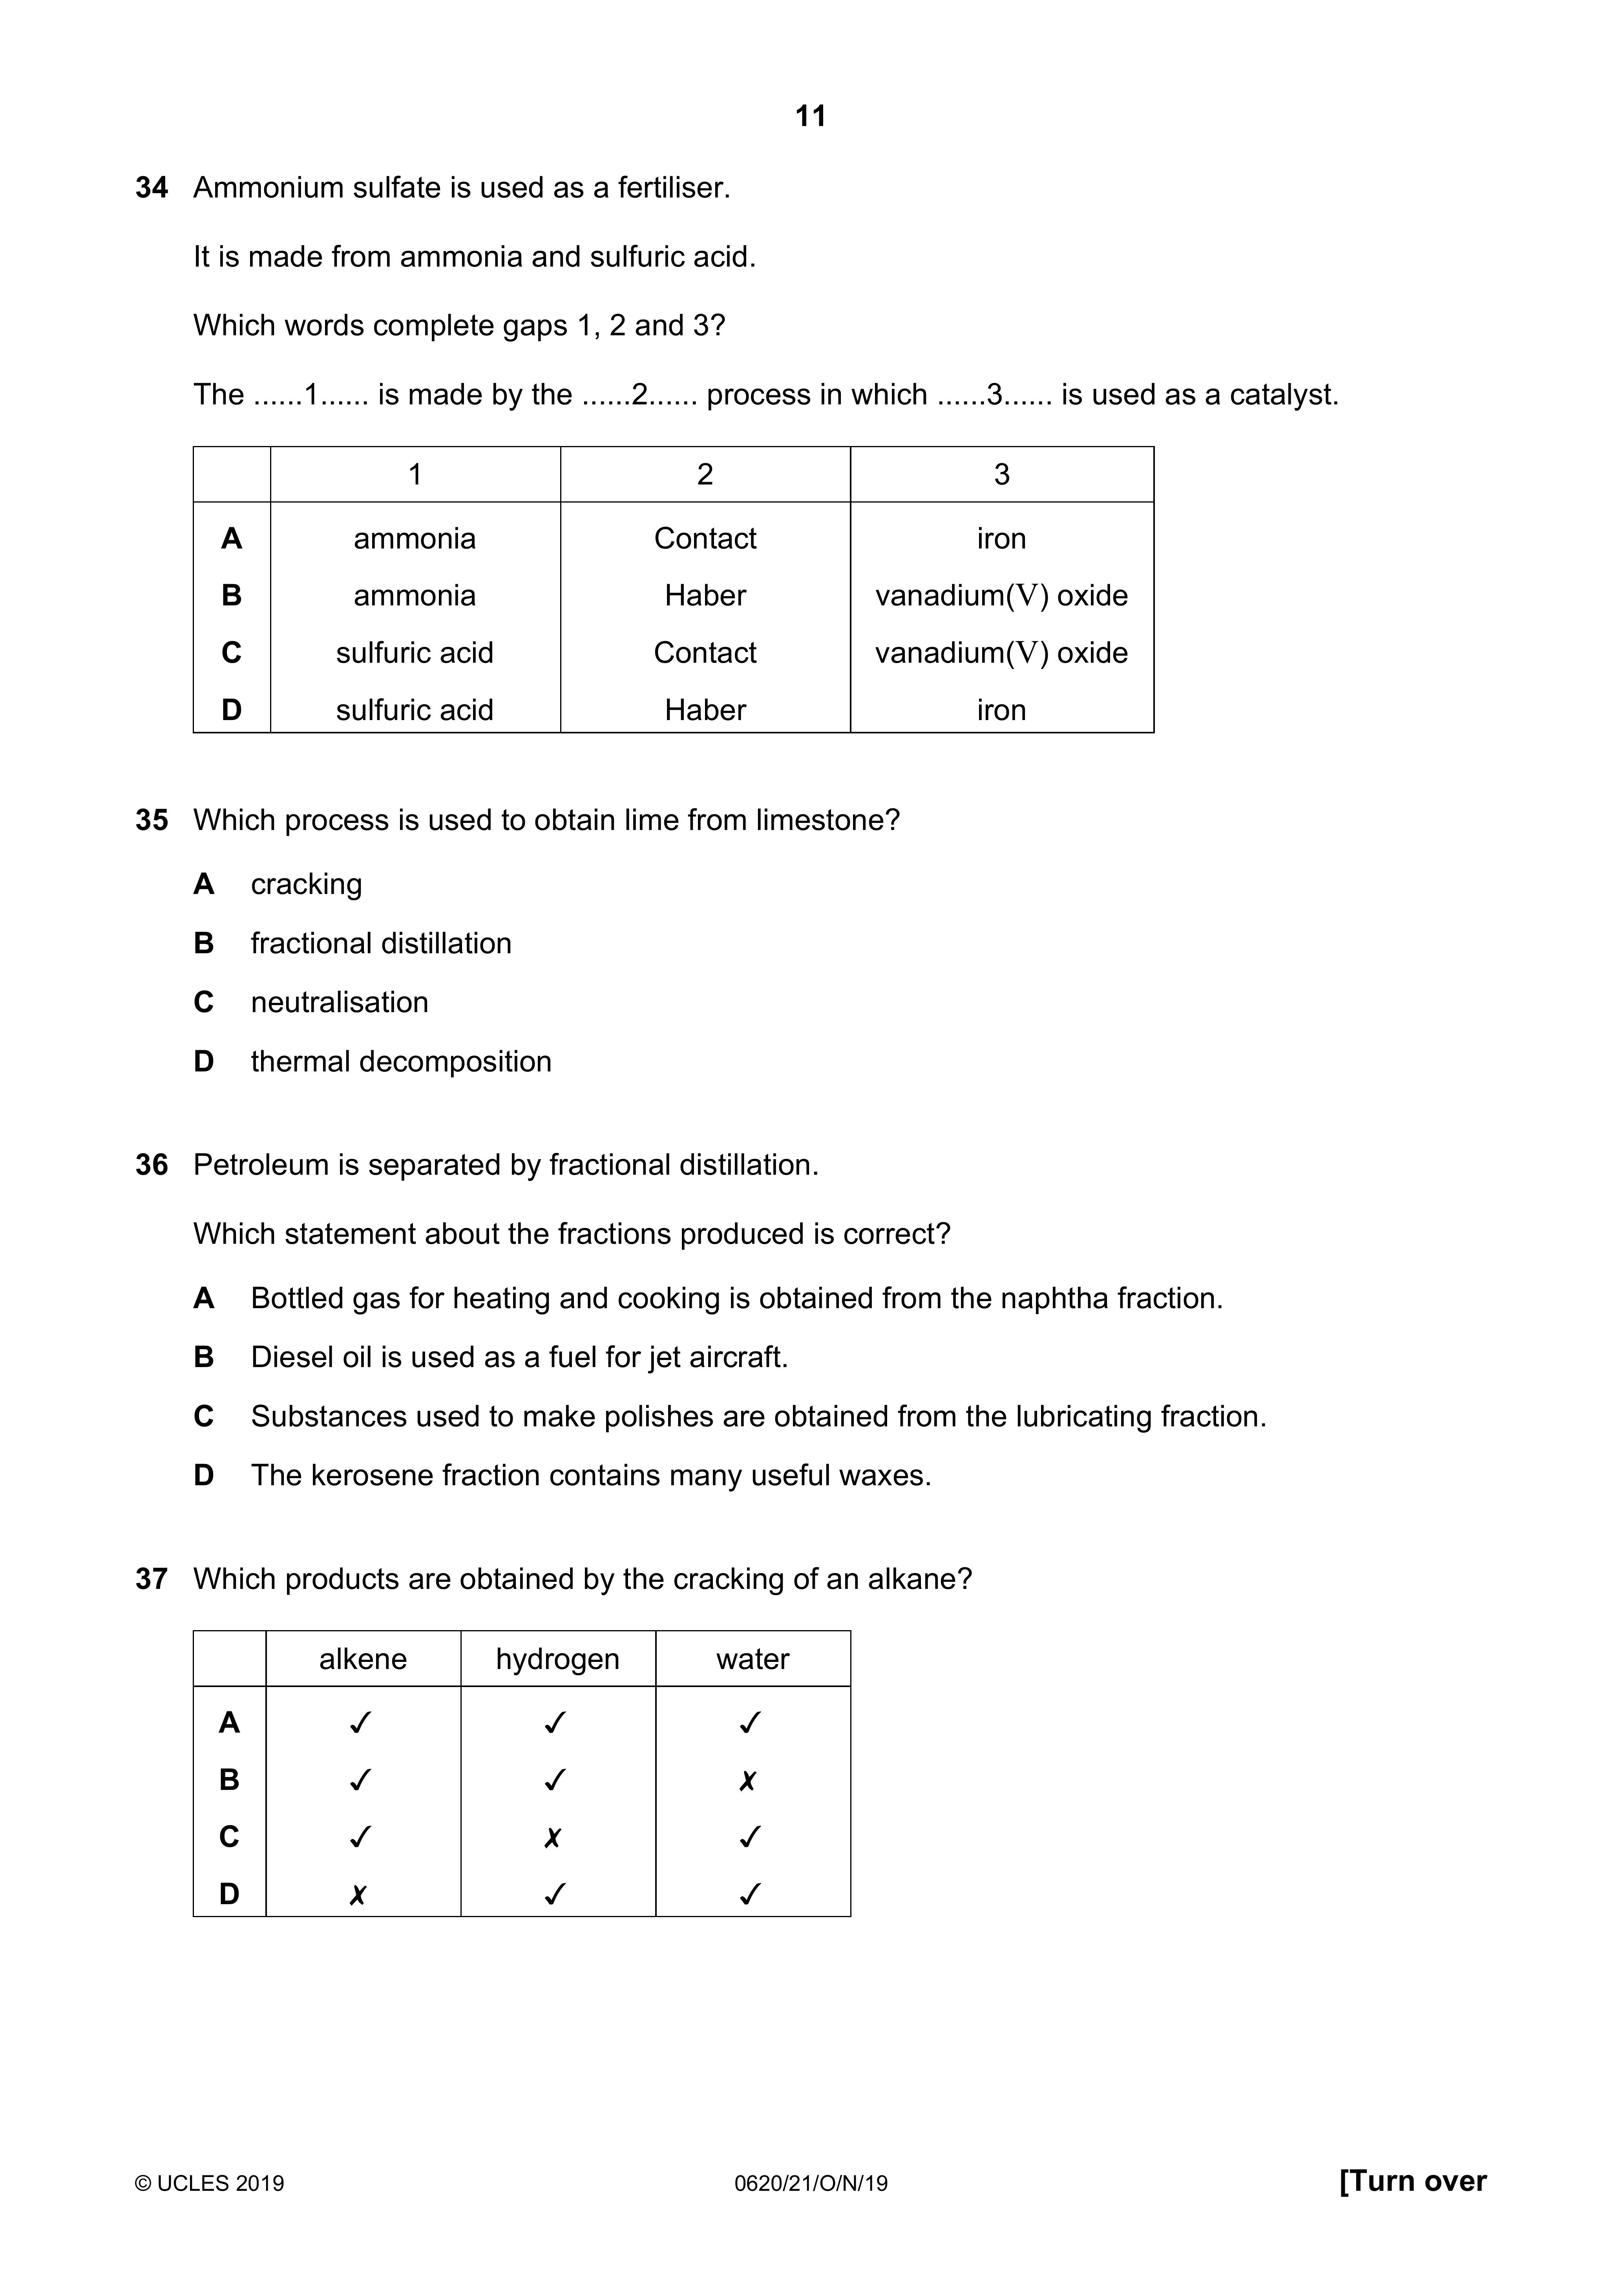 11
34 Ammonium sulfate is used as a fertiliser.
It is made from ammonia and sulfuric acid.
Which words complete gaps 1, 2 and 3?
The ......1...... is made by the ......2...... process in which ......3...... is used as a catalyst.
1 2 3
A ammonia Contact iron
B ammonia Haber vanadium(V) oxide
C sulfuric acid Contact vanadium(V) oxide
D sulfuric acid Haber iron
35 Which process is used to obtain lime from limestone?
A cracking
B fractional distillation
C neutralisation
D thermal decomposition
36 Petroleum is separated by fractional distillation.
Which statement about the fractions produced is correct?
A Bottled gas for heating and cooking is obtained from the naphtha fraction.
B Diesel oil is used as a fuel for jet aircraft.
C Substances used to make polishes are obtained from the lubricating fraction.
D The kerosene fraction contains many useful waxes.
37 Which products are obtained by the cracking of an alkane?
alkene hydrogen water
A ✓ ✓ ✓
B ✓ ✓ ✗
C ✓ ✗ ✓
D ✗ ✓ ✓
© UCLES 2019 0620/21/O/N/19 [Turn over